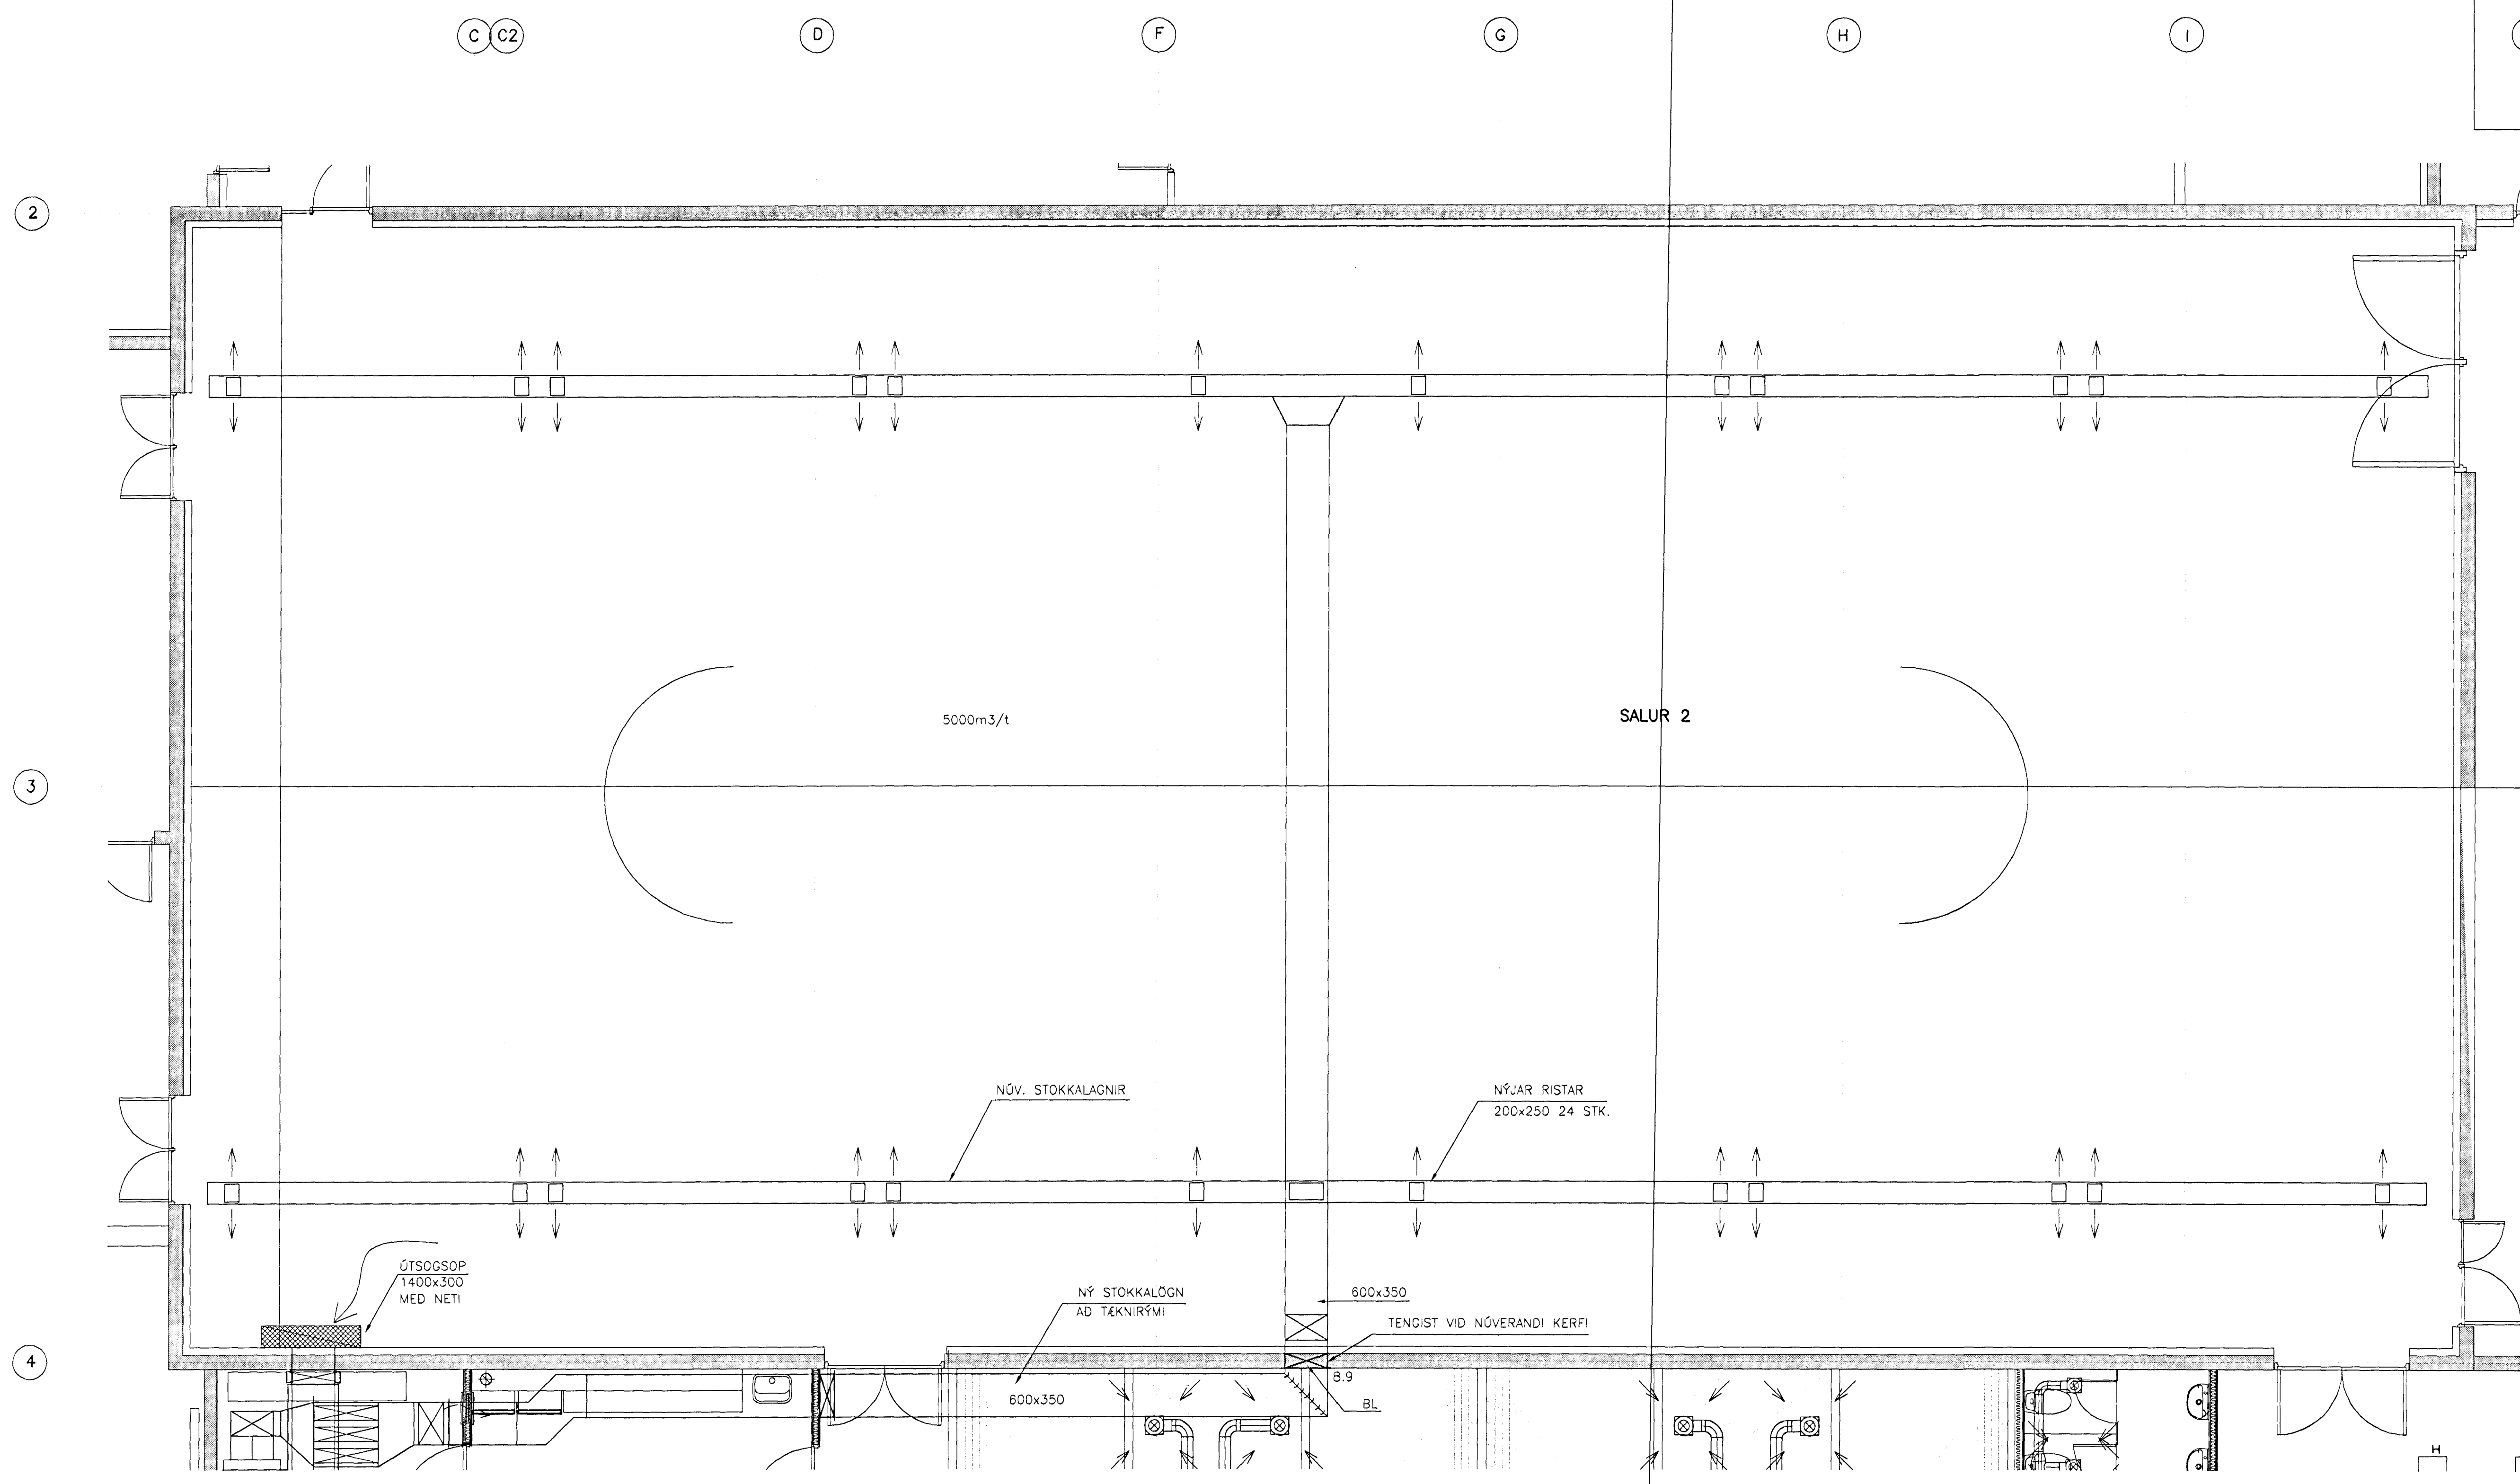 C C2 D F G H I
2
3
5000m3/t
SALUR 2
NÚV. STOKKALAGNIR
NÝJAR RISTAR
200x250 24 STK.
ÚTSOGSOP
1400x300
MEÐ NETI
NÝ STOKKALÖGN
AÐ TÆKNIRÝMI
600x350
TENGIST VIÐ NÚVERANDI KERFI
4
8.9
600x350
BL
H